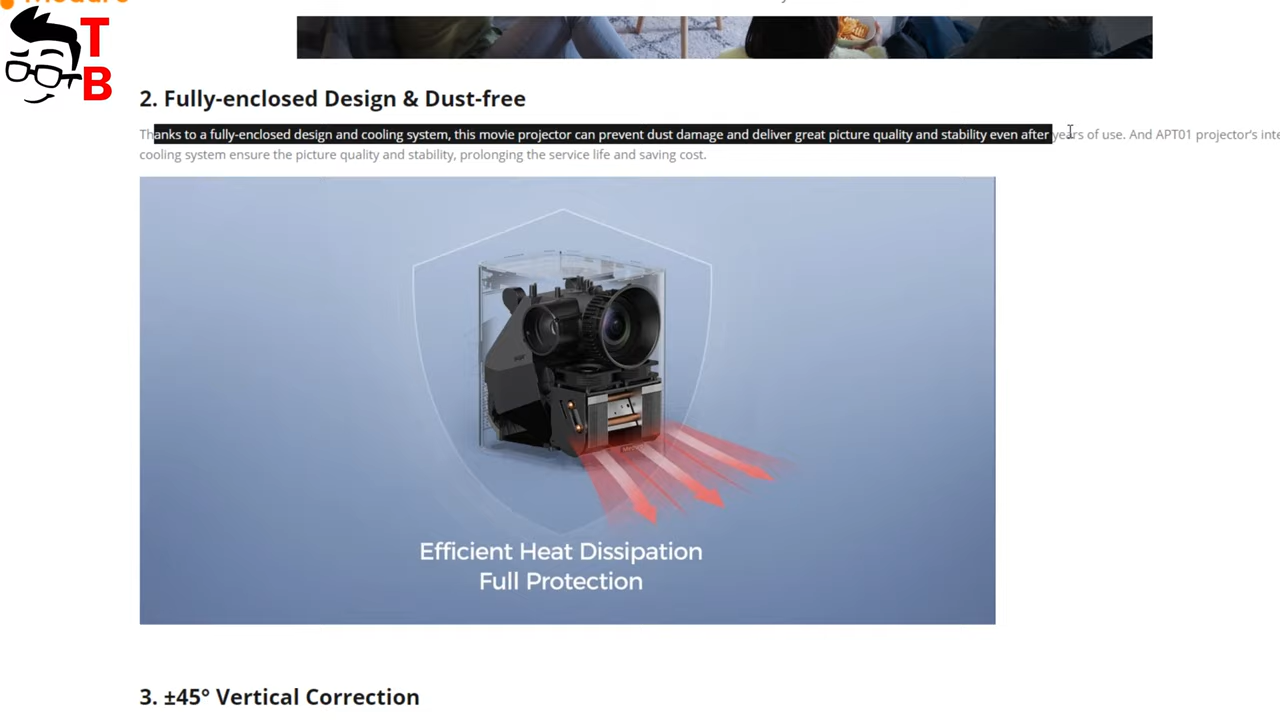 T
B
2. Fully-enclosed Design & Dust-free
Thanks to a fully-enclosed design and cooling system, this movie projector can prevent dust damage and deliver great picture quality and stability even after years of use. And APT01 projector's inte
cooling system ensure the picture quality and stability, prolonging the service life and saving cost.
Efficient Heat Dissipation
Full Protection
3. ±45° Vertical Correction